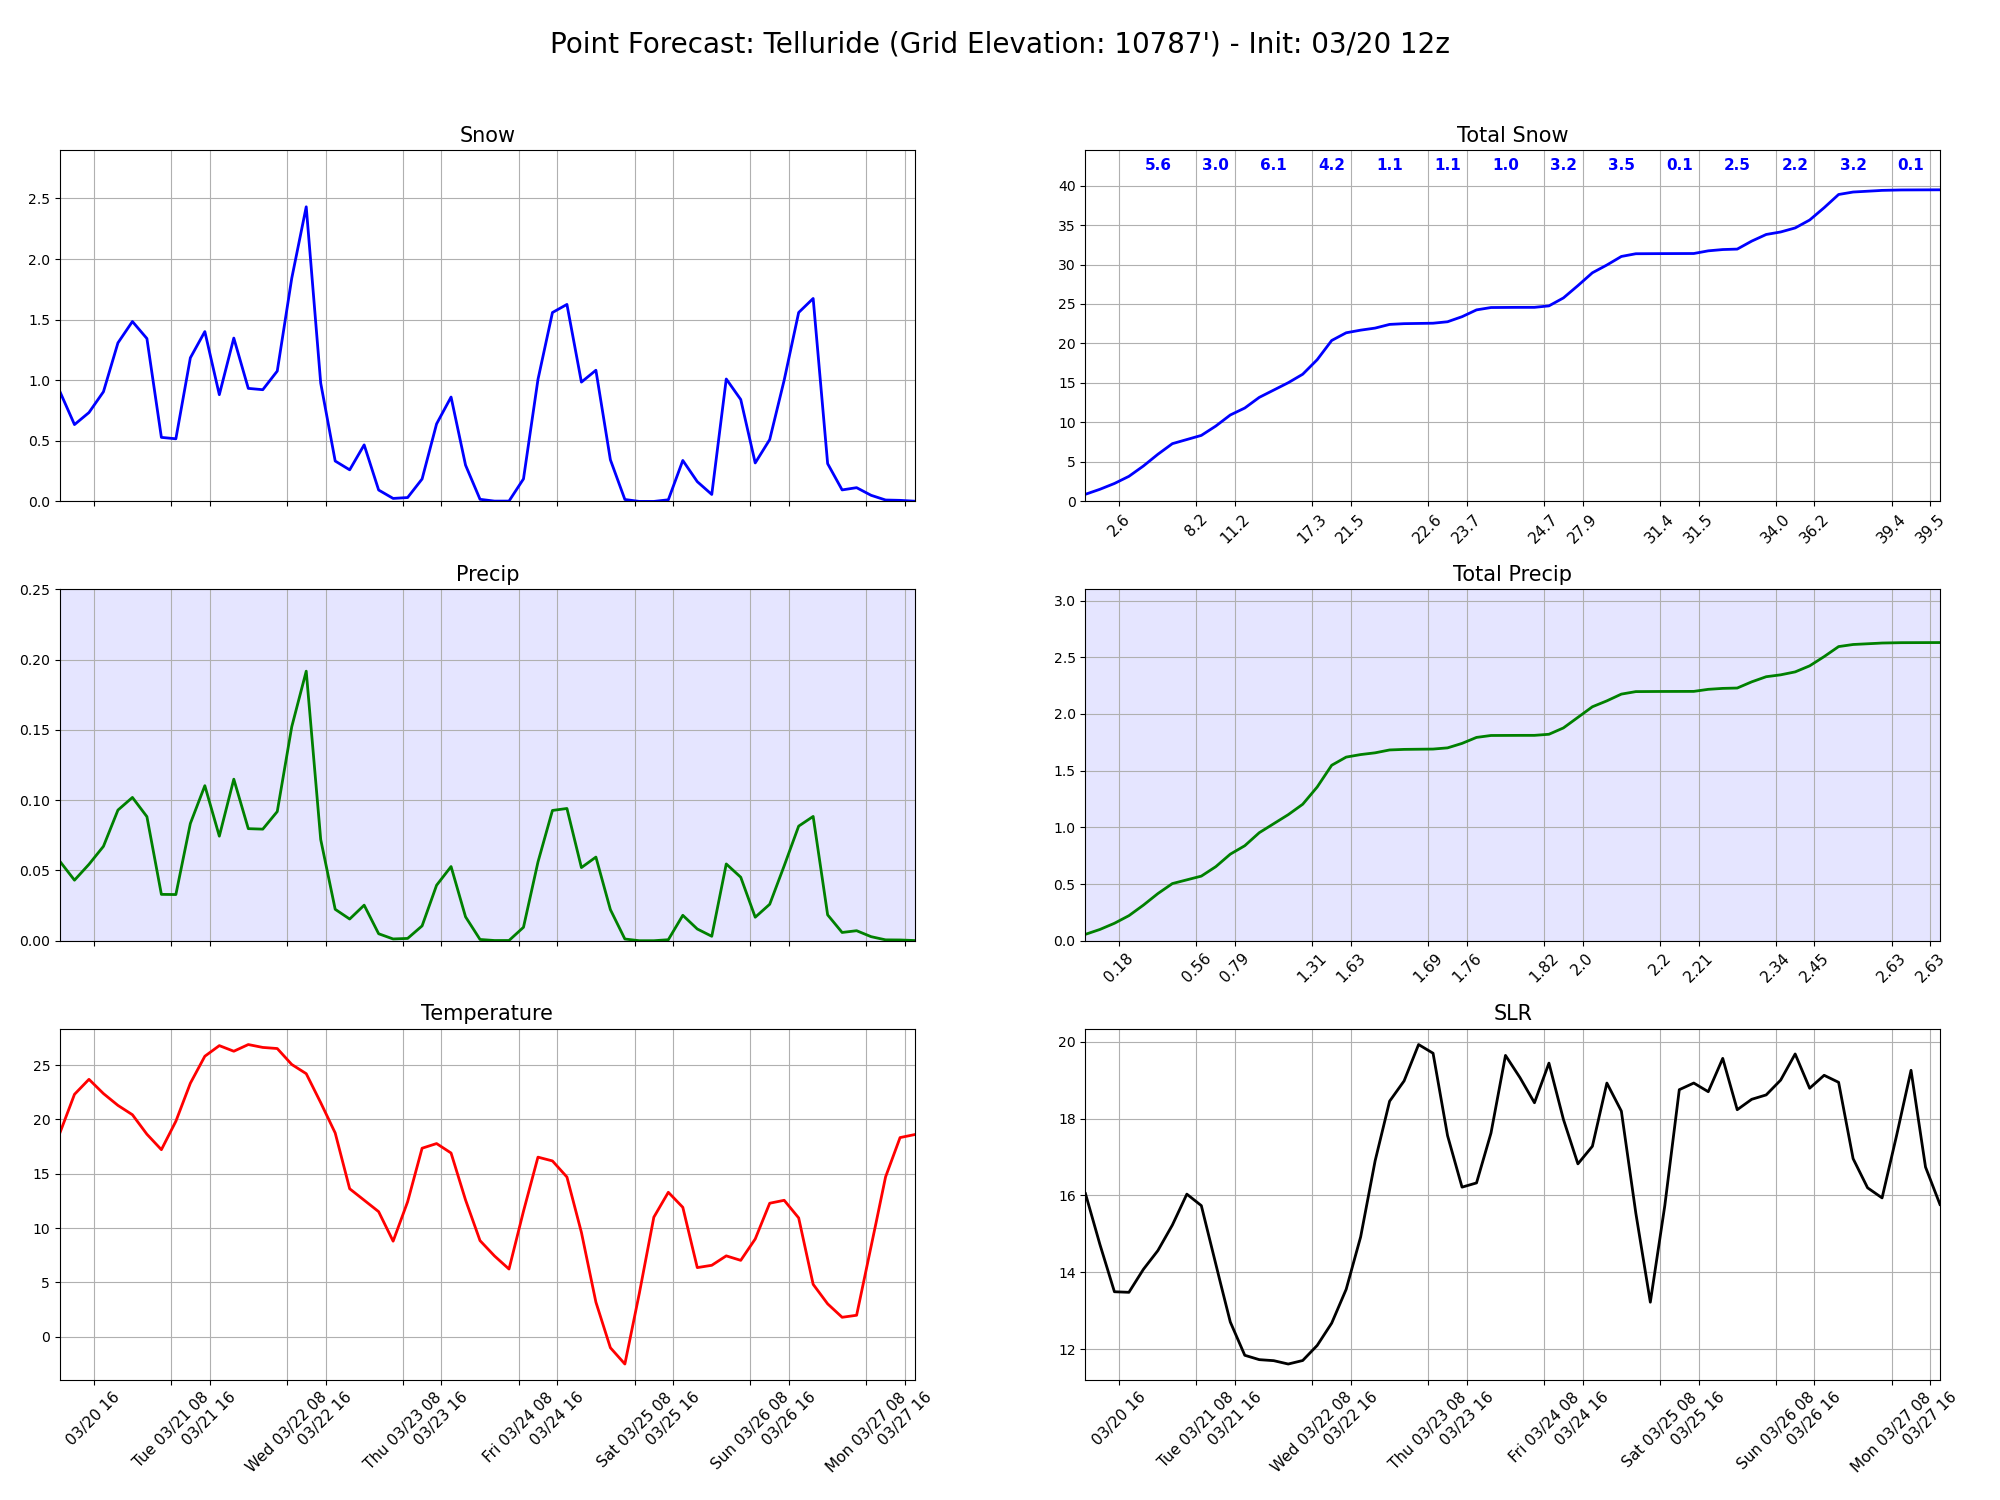 Point Forecast: Telluride (Grid Elevation: 10787') - Init: 03/20 12z
Snow
2.5
2.0
1.5
1.0
0.5
0.0
Total Snow
5.6 3.0 6.1 4.2 1.1 1.1 1.0 3.2 3.5 0.1 2.5 2.2 3.2 0.1
40
35
30
25
20
15
10
5
0
2.6 8.2 11.2 17.3 21.5 22.6 23.7 24.7 27.9 31.4 31.5 34.0 36.2 39.4 39.5
Precip
0.25
0.20
0.15
0.10
0.05
0.00
Total Precip
3.0
2.5
2.0
1.5
1.0
0.5
0.0
0.18 0.56 0.79 1.31 1.63 1.69 1.76 1.82 2.0 2.2 2.21 2.34 2.45 2.63 2.63
Temperature
25
20
15
10
5
0
03/20 16
Tue 03/21 08
03/21 16
Wed 03/22 08
03/22 16
Thu 03/23 08
03/23 16
Fri 03/24 08
03/24 16
Sat 03/25 08
03/25 16
Sun 03/26 08
03/26 16
Mon 03/27 08
03/27 16
SLR
20
18
16
14
12
03/20 16
Tue 03/21 08
03/21 16
Wed 03/22 08
03/22 16
Thu 03/23 08
03/23 16
Fri 03/24 08
03/24 16
Sat 03/25 08
03/25 16
Sun 03/26 08
03/26 16
Mon 03/27 08
03/27 16